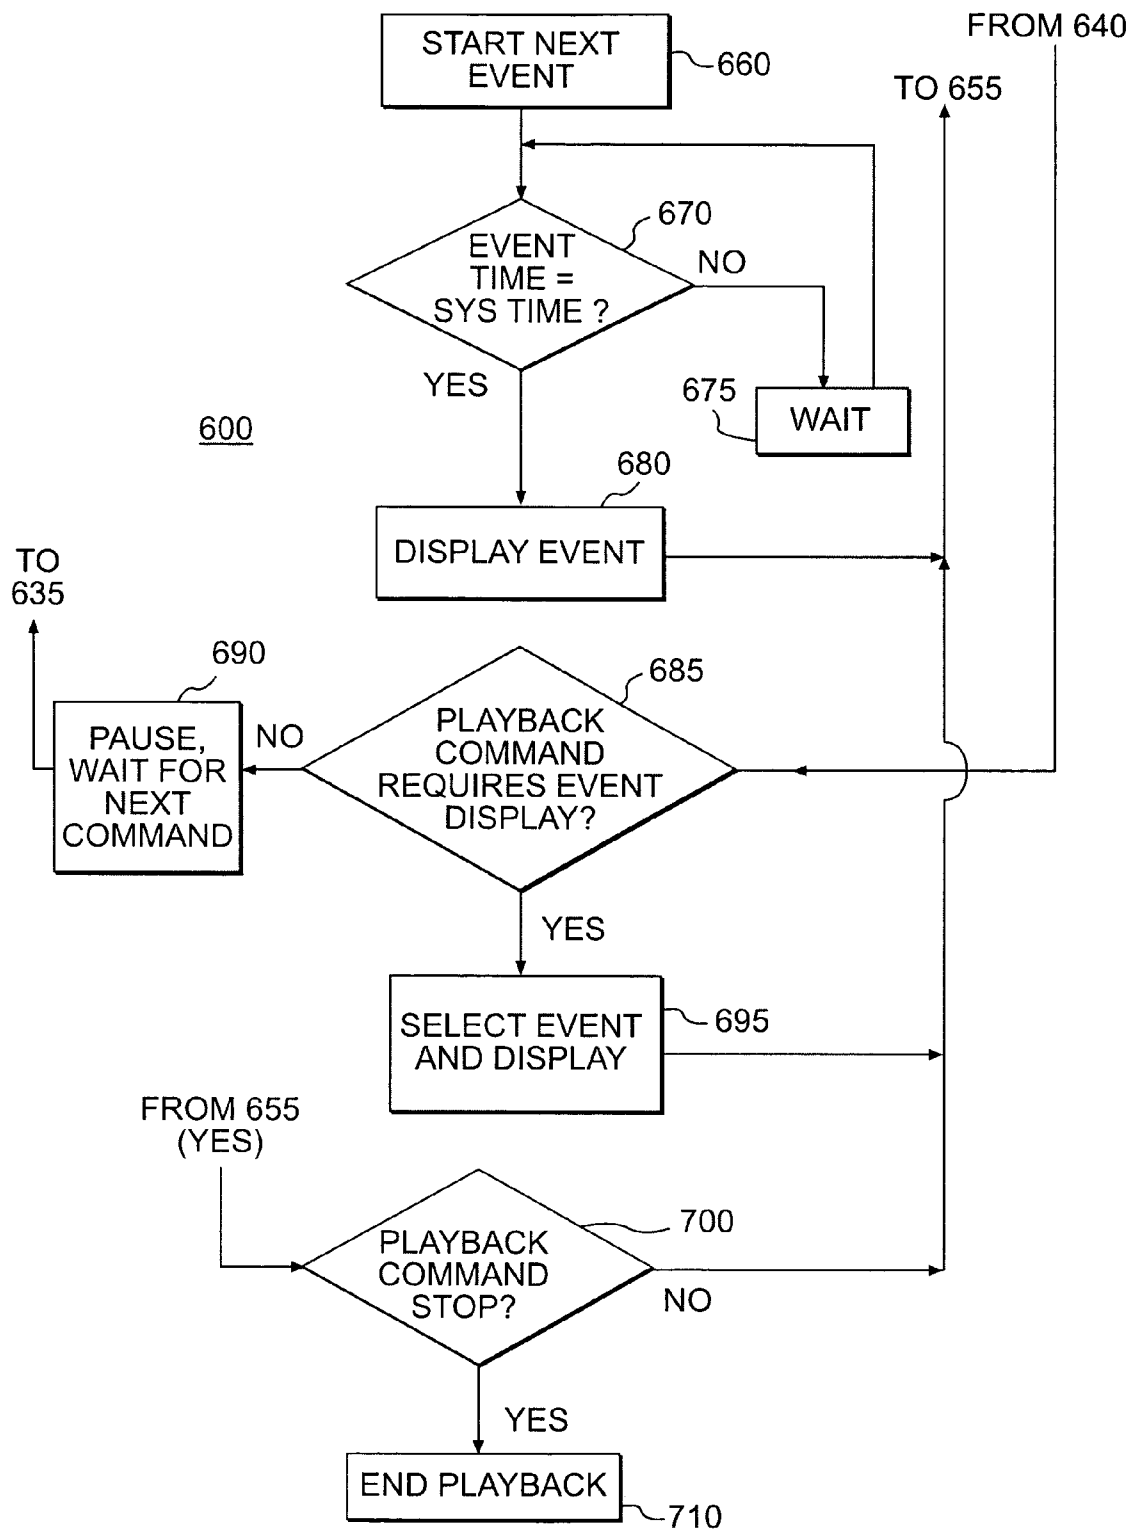 FROM 640
START NEXT
EVENT
660
TO 655
670
EVENT
TIME =
SYS TIME ?
NO
YES
675
WAIT
600
680
DISPLAY EVENT
TO
635
690
685
PAUSE,
WAIT FOR
NEXT
COMMAND
NO
PLAYBACK
COMMAND
REQUIRES EVENT
DISPLAY?
YES
SELECT EVENT
AND DISPLAY
695
FROM 655
(YES)
700
PLAYBACK
COMMAND
STOP?
NO
YES
END PLAYBACK
710